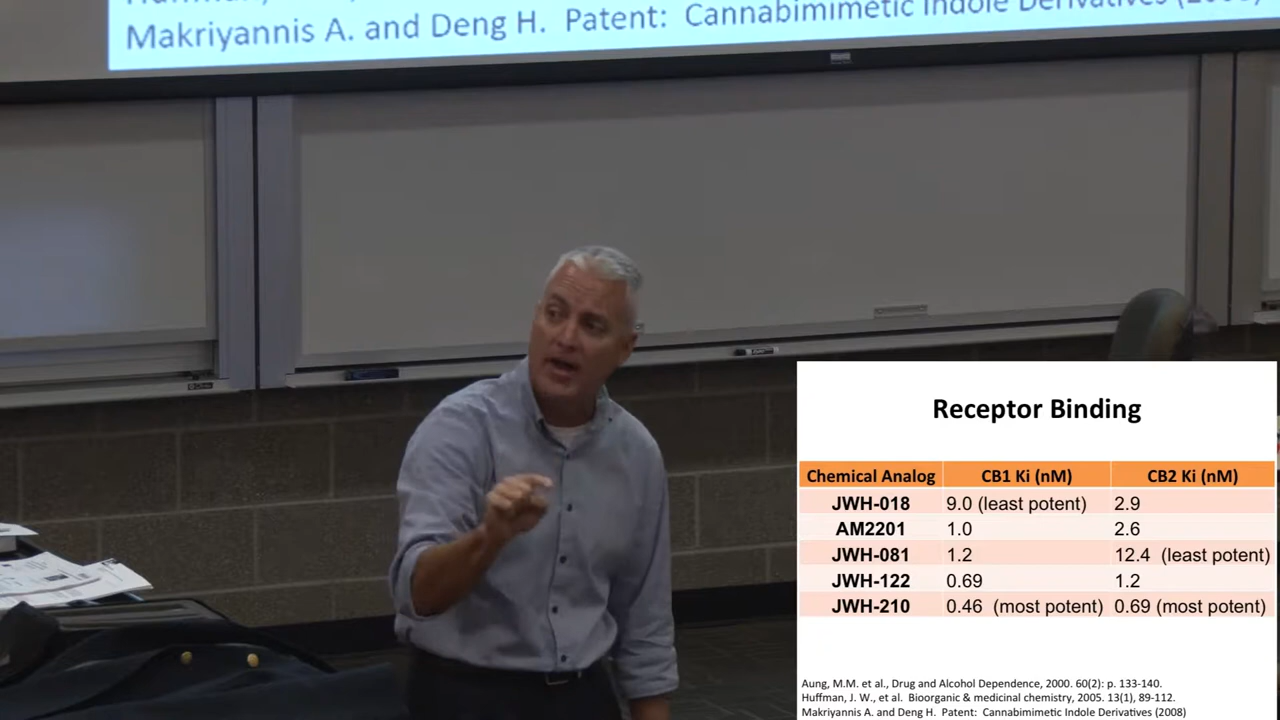 Makriyannis A. and Deng H. Patent: Cannabimimetic Indole Derivatives
Receptor Binding
Chemical Analog CB1 Ki (nM) CB2 Ki (nM)
JWH-018 9.0 (least potent) 2.9
AM2201 1.0 2.6
JWH-081 1.2 12.4 (least potent)
JWH-122 0.69 1.2
JWH-210 0.46 (most potent) 0.69 (most potent)
Aung, M.M. et al., Drug and Alcohol Dependence, 2000. 60(2): p. 133-140.
Huffman, J. W., et al. Bioorganic & medicinal chemistry, 2005. 13(1), 89-112.
Makriyannis A. and Deng H. Patent: Cannabimimetic Indole Derivatives (2008)